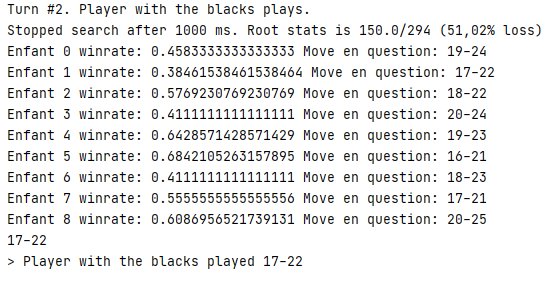 Turn #2. Player with the blacks plays.
Stopped search after 1000 ms. Root stats is 150.0/294 (51,02% loss)
Enfant 0 winrate: 0.4583333333333333 Move en question: 19-24
Enfant 1 winrate: 0.38461538461538464 Move en question: 17-22
Enfant 2 winrate: 0.5769230769230769 Move en question: 18-22
Enfant 3 winrate: 0.4111111111111111 Move en question: 20-24
Enfant 4 winrate: 0.6428571428571429 Move en question: 19-23
Enfant 5 winrate: 0.6842105263157895 Move en question: 16-21
Enfant 6 winrate: 0.4111111111111111 Move en question: 18-23
Enfant 7 winrate: 0.5555555555555556 Move en question: 17-21
Enfant 8 winrate: 0.6086956521739131 Move en question: 20-25
17-22
> Player with the blacks played 17-22